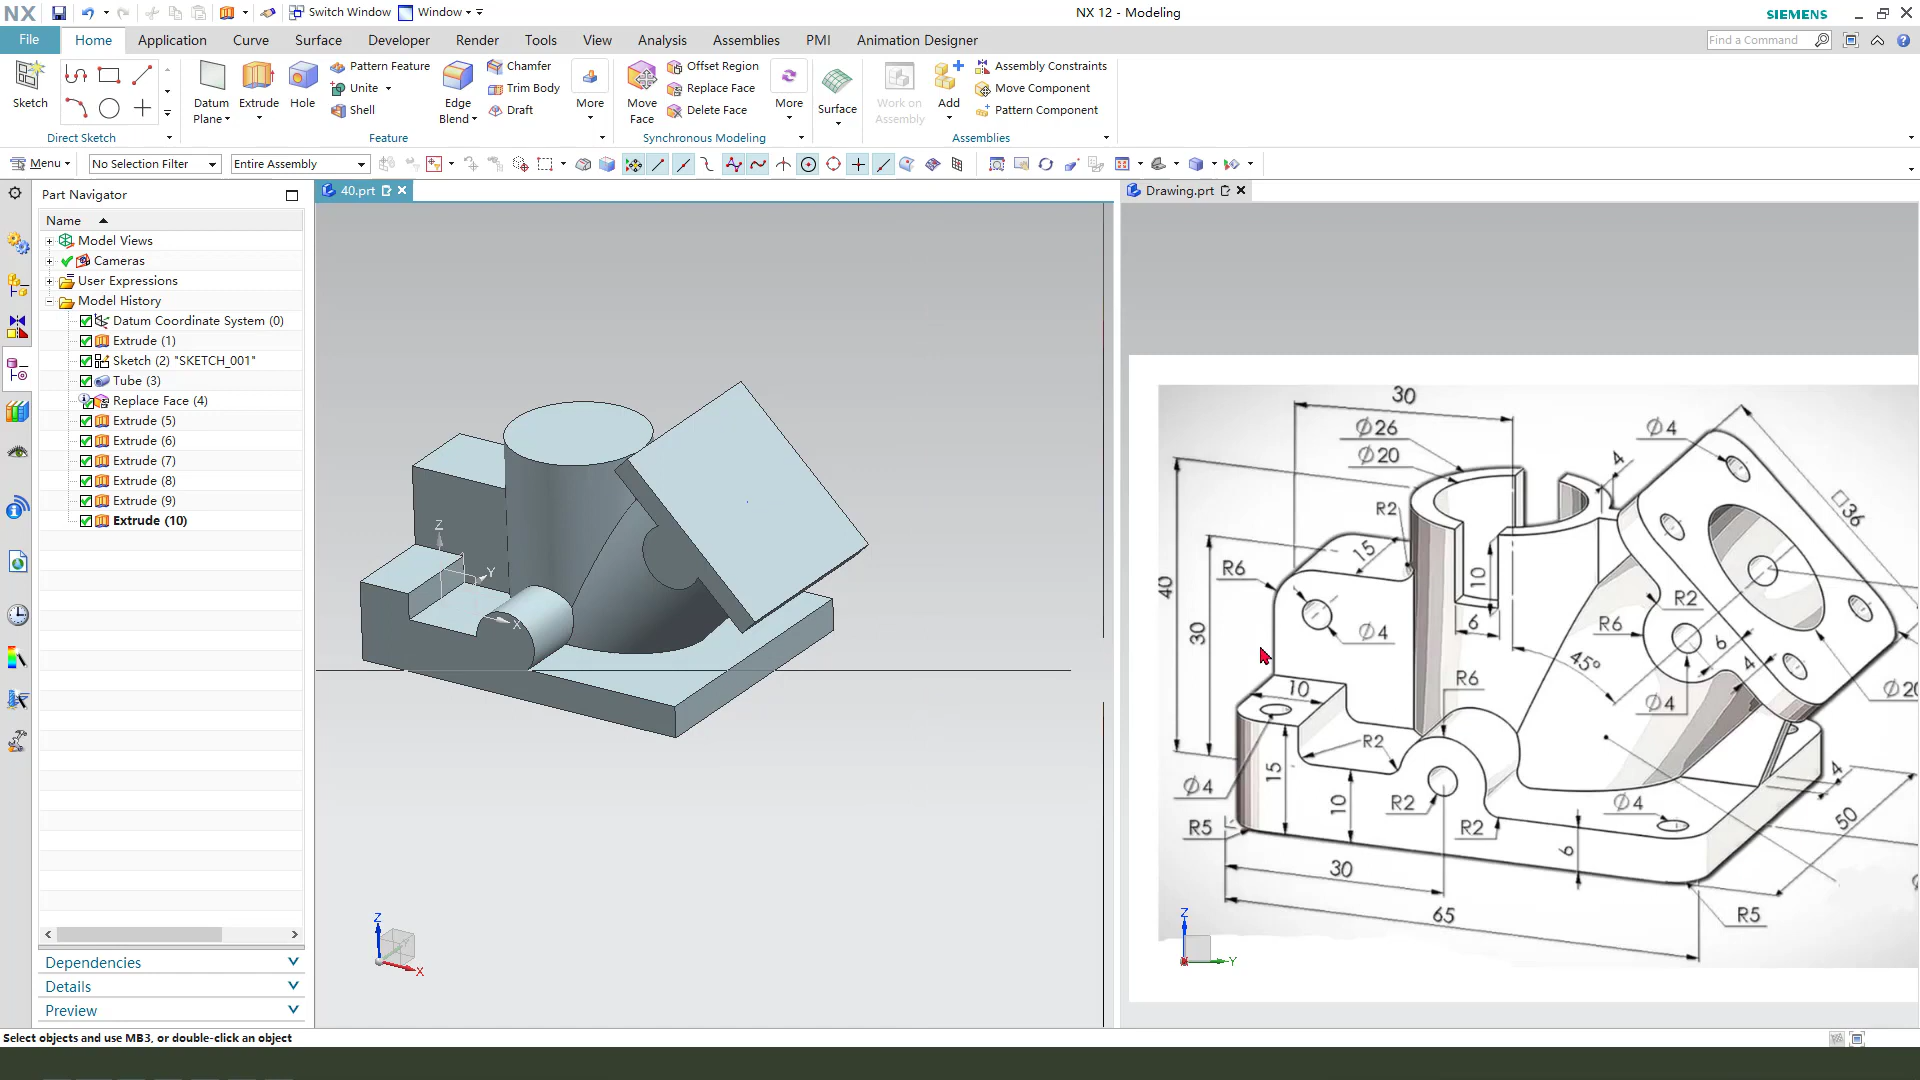 NX
Switch Window
Window
NX 12 - Modeling
SIEMENS
File
Home
Application
Curve
Surface
Developer
Render
Tools
View
Analysis
Assemblies
PMI
Animation Designer
Find a Command
Sketch
Direct Sketch
Datum Plane
Extrude
Hole
Pattern Feature
Unite
Shell
Edge Blend
Chamfer
Trim Body
Draft
More
Feature
Move Face
Offset Region
Replace Face
Delete Face
More
Synchronous Modeling
Surface
Work on Assembly
Add
Assembly Constraints
Move Component
Pattern Component
Assemblies
Menu
No Selection Filter
Entire Assembly
Part Navigator
Name
Model Views
Cameras
User Expressions
Model History
Datum Coordinate System (0)
Extrude (1)
Sketch (2) "SKETCH_001"
Tube (3)
Replace Face (4)
Extrude (5)
Extrude (6)
Extrude (7)
Extrude (8)
Extrude (9)
Extrude (10)
Dependencies
Details
Preview
40.prt
Z
Y
X
Z
X
Drawing.prt
30
Ø26
Ø20
Ø4
4
□36
R2
15
R6
10
40
30
Ø4
6
R2
R6
6
4
45°
Ø4
Ø20
10
R6
R2
15
10
Ø4
R2
R5
R2
Ø4
6
4
50
30
65
R5
Z
Y
Select objects and use MB3, or double-click an object